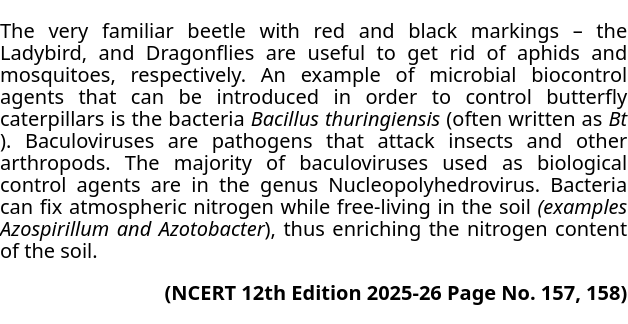 The very familiar beetle with red and black markings – the
Ladybird, and Dragonflies are useful to get rid of aphids and
mosquitoes, respectively. An example of microbial biocontrol
agents that can be introduced in order to control butterfly
caterpillars is the bacteria Bacillus thuringiensis (often written as Bt
). Baculoviruses are pathogens that attack insects and other
arthropods. The majority of baculoviruses used as biological
control agents are in the genus Nucleopolyhedrovirus. Bacteria
can fix atmospheric nitrogen while free-living in the soil (examples
Azospirillum and Azotobacter), thus enriching the nitrogen content
of the soil.
(NCERT 12th Edition 2025-26 Page No. 157, 158)